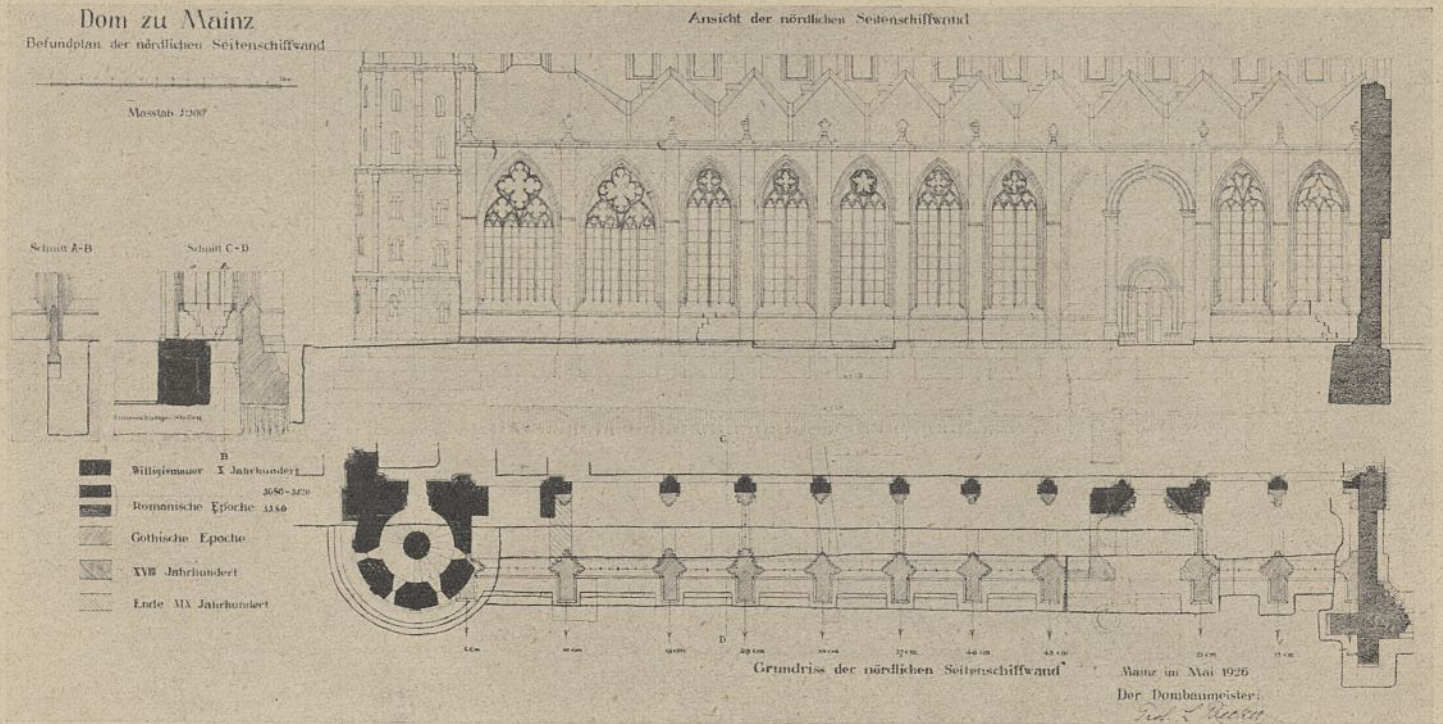 Dom zu Mainz
Befundplan der nördlichen Seitenschiffwand
Masstab 1:100
Ansicht der nördlichen Seitenschiffwand
Schnitt A-B
Schnitt C-D
A
B
C
Willigismauer X Jahrhundert
Romanische Epoche
Gothische Epoche
XVIII Jahrhundert
Ende XIX Jahrhundert
D
Grundriss der nördlichen Seitenschiffwand
Mainz im Mai 1926
Der Dombaumeister: